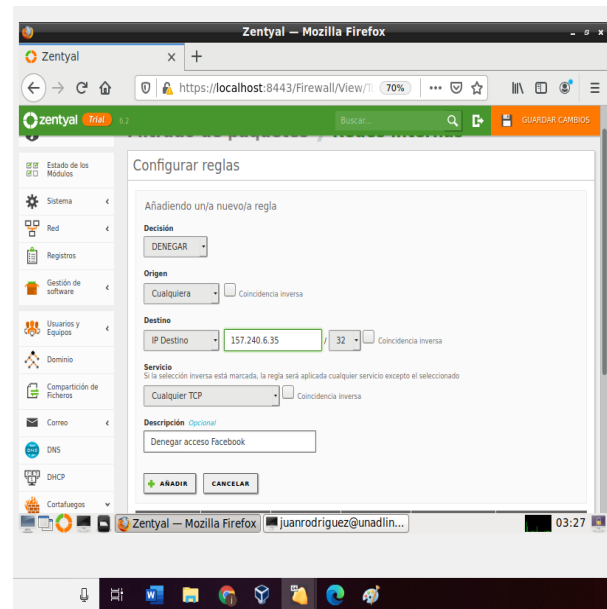 Zentyal — Mozilla Firefox
Zentyal
https://localhost:8443/Firewall/View/
70%
zentyal Trial 6.2
Buscar...
GUARDAR CAMBIOS
Configurar reglas
Estado de los Módulos
Sistema
Red
Registros
Gestión de software
Usuarios y Equipos
Dominio
Compartición de Ficheros
Correo
DNS
DHCP
Cortafuegos
Añadiendo un/a nuevo/a regla
Decisión
DENEGAR
Origen
Cualquiera
Coincidencia inversa
Destino
IP Destino
157.240.6.35
/ 32
Coincidencia inversa
Servicio
Si la selección inversa está marcada, la regla será aplicada cualquier servicio excepto el seleccionado
Cualquier TCP
Coincidencia inversa
Descripción Opcional
Denegar acceso Facebook
+ AÑADIR
CANCELAR
Zentyal — Mozilla Firefox
juanrodriguez@unadlin...
03:27